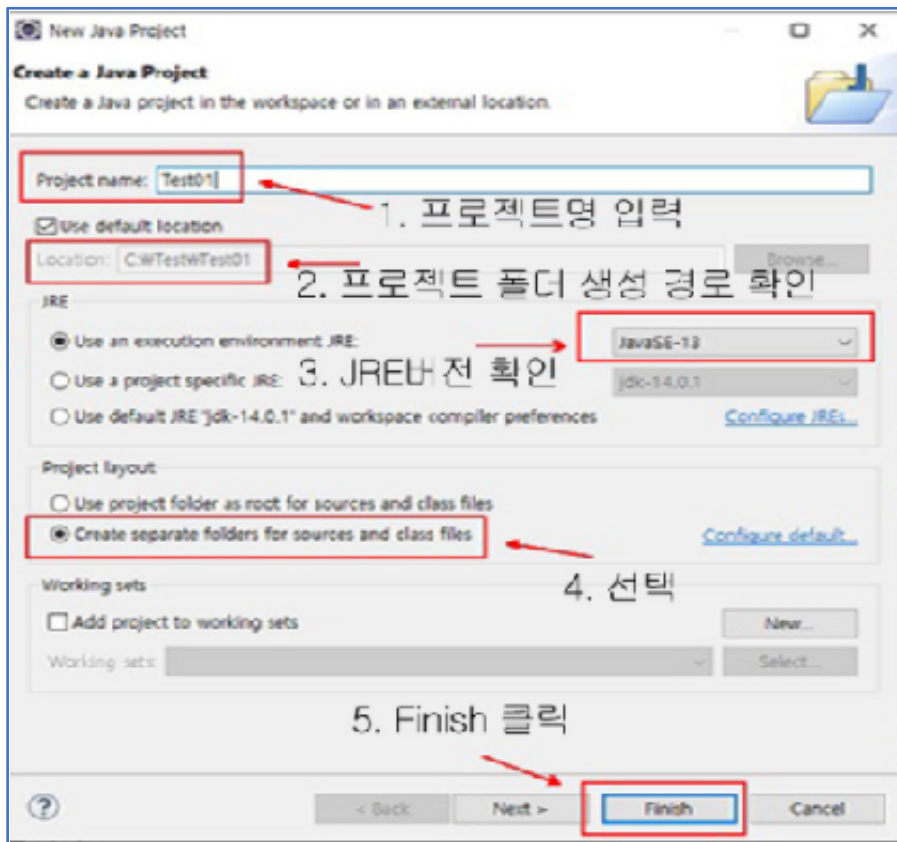 New Java Project
Create a Java Project
Create a Java project in the workspace or in an external location.
Project name: Test01
1. 프로젝트명 입력
Use default location
Location: C:₩Test₩Test01 Browse...
2. 프로젝트 폴더 생성 경로 확인
JRE
Use an execution environment JRE: JavaSE-13
3. JRE버전 확인
Use a project specific JRE: jdk-14.0.1
Use default JRE 'jdk-14.0.1' and workspace compiler preferences Configure JREs...
Project layout
Use project folder as root for sources and class files
Create separate folders for sources and class files Configure default...
4. 선택
Working sets
Add project to working sets New...
Working sets: Select...
5. Finish 클릭
? < Back Next > Finish Cancel